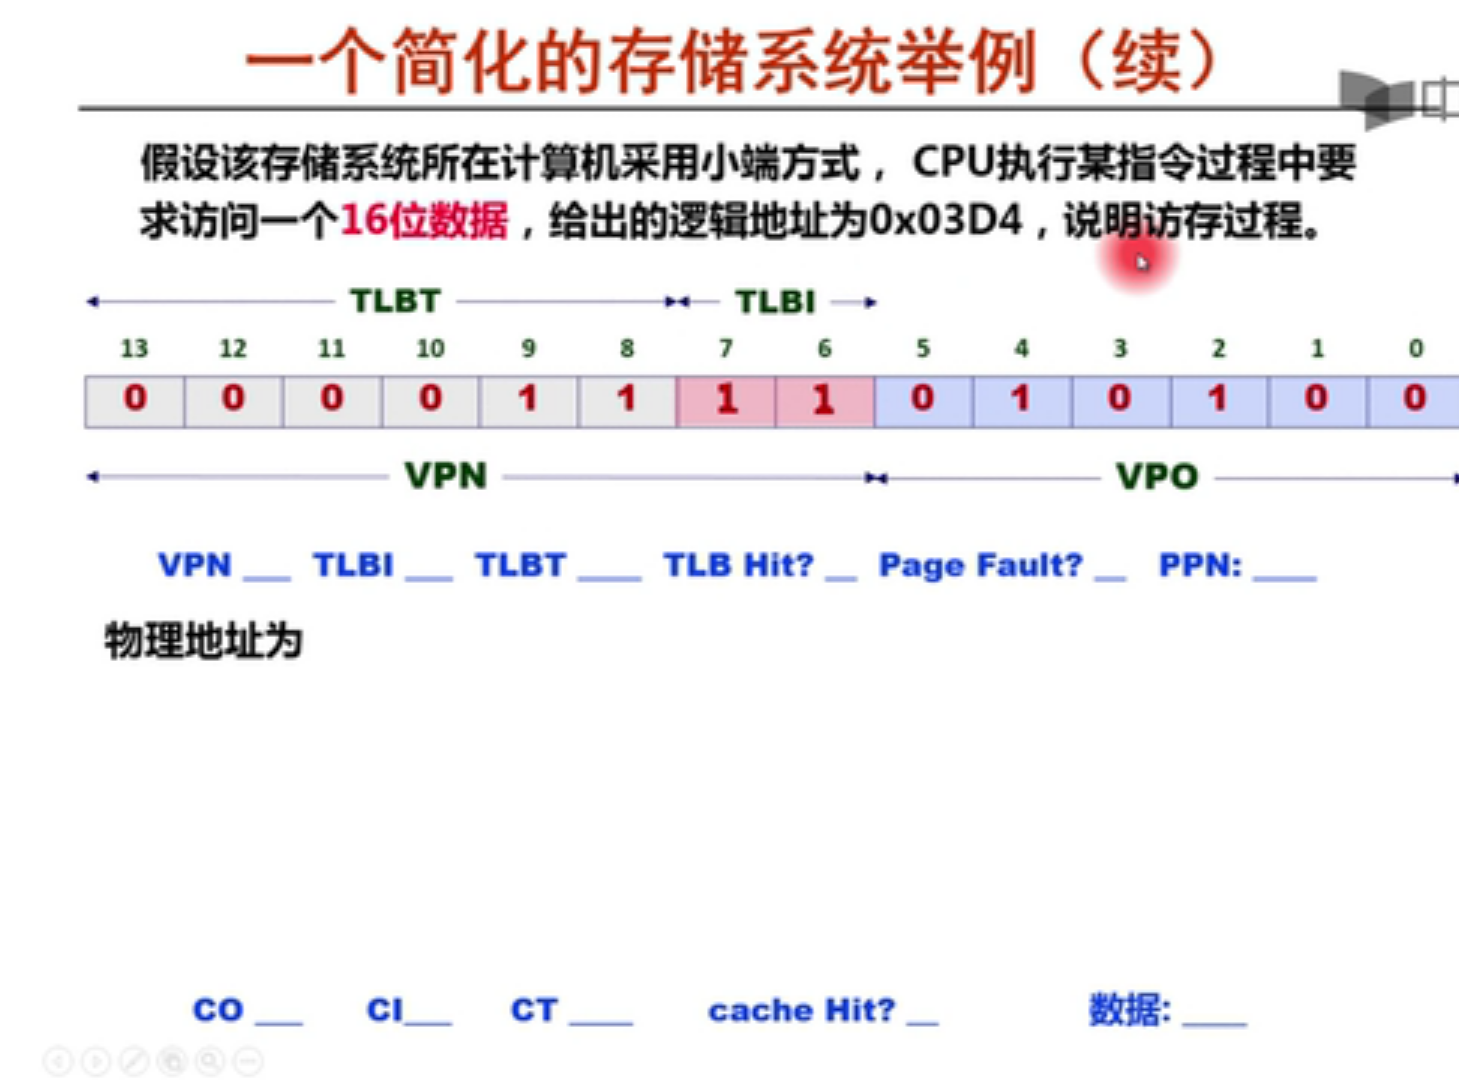 一个简化的存储系统举例（续）
假设该存储系统所在计算机采用小端方式， CPU执行某指令过程中要
求访问一个16位数据，给出的逻辑地址为0x03D4，说明访存过程。
TLBT TLBI
13 12 11 10 9 8 7 6 5 4 3 2 1 0
0 0 0 0 1 1 1 1 0 1 0 1 0 0
VPN VPO
VPN ___ TLBI ___ TLBT ____ TLB Hit? __ Page Fault? __ PPN: ____
物理地址为
CO ___ CI___ CT ____ cache Hit? __ 数据: ____